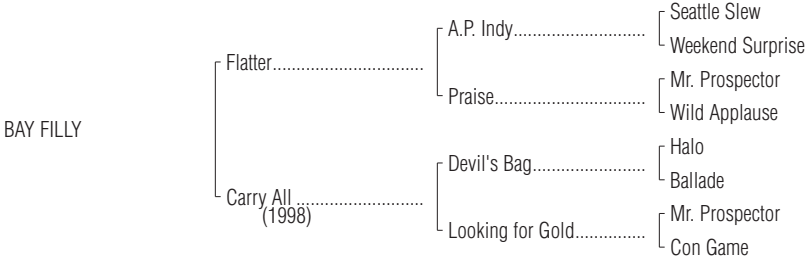 Seattle Slew
A.P. Indy..............................
Weekend Surprise
Flatter..................................
Mr. Prospector
Praise..................................
Wild Applause
BAY FILLY
Halo
Devil's Bag.........................
Ballade
Carry All .............................
(1998)
Mr. Prospector
Looking for Gold...............
Con Game